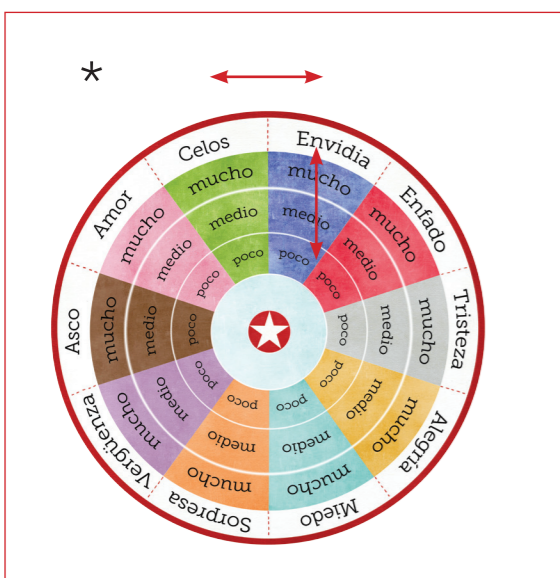 *
Envidia
mucho
medio
poco
Enfado
mucho
medio
poco
Tristeza
mucho
medio
poco
Alegría
mucho
medio
poco
Miedo
mucho
medio
poco
Sorpresa
mucho
medio
poco
Vergüenza
mucho
medio
poco
Asco
mucho
medio
poco
Amor
mucho
medio
poco
Celos
mucho
medio
poco